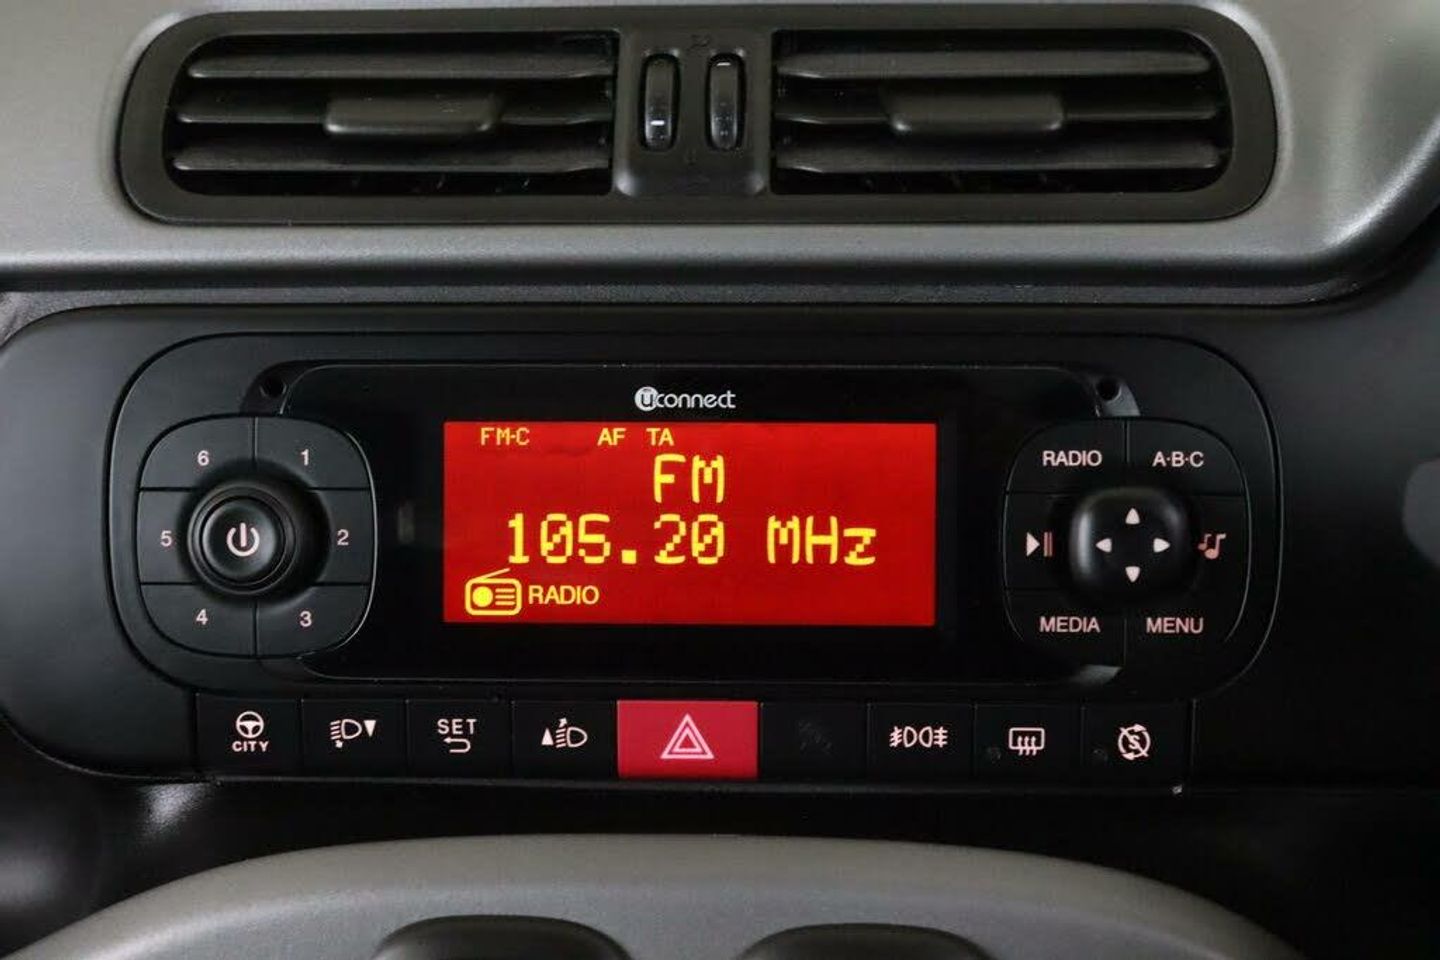 uconnect
FM-C AF TA
FM
105.20 MHz
RADIO
6 1
5 2
4 3
RADIO A·B·C
MEDIA MENU
CITY
SET